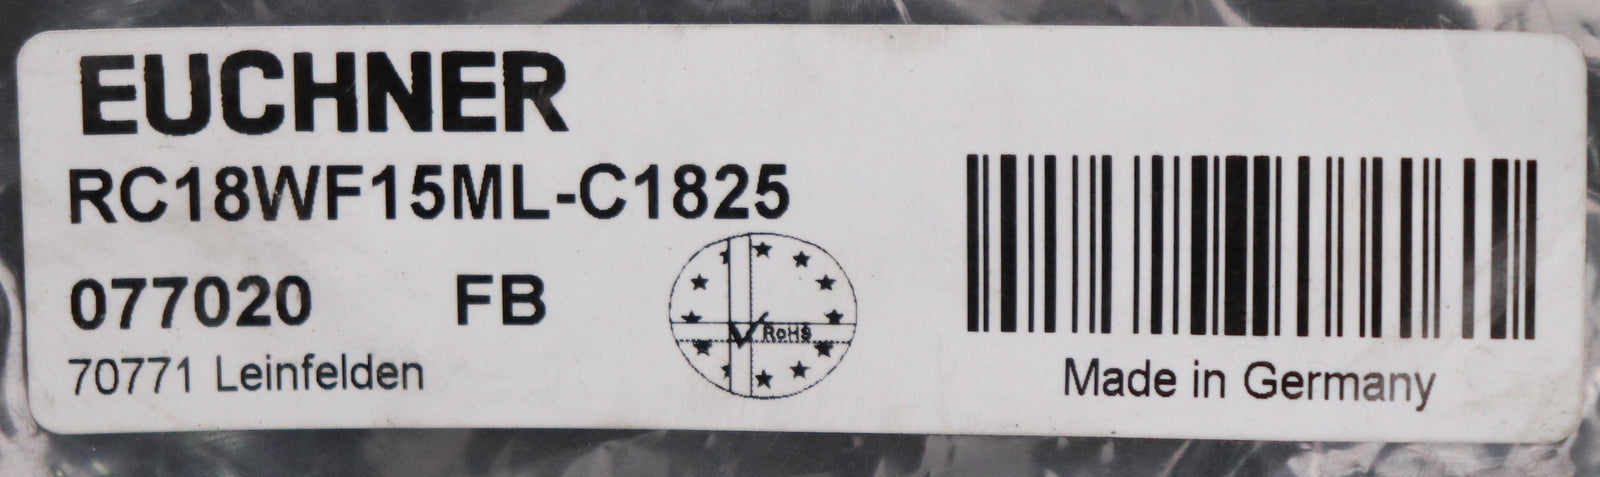 EUCHNER
RC18WF15ML-C1825
077020 FB
RoHS
70771 Leinfelden
Made in Germany